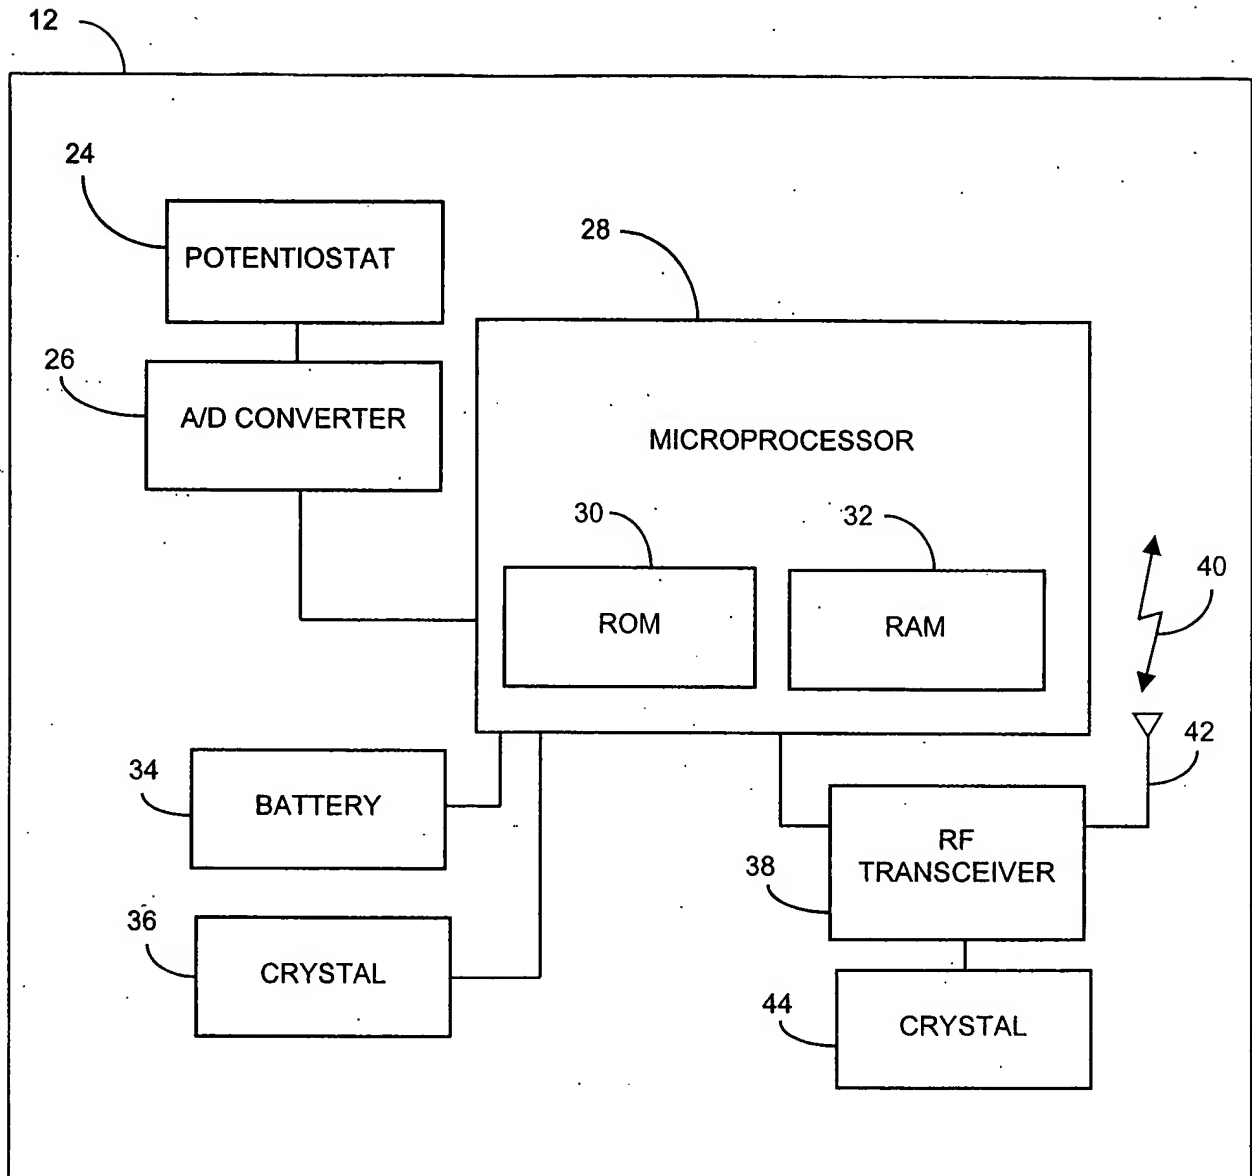 12
24
POTENTIOSTAT
28
26
A/D CONVERTER
MICROPROCESSOR
30
32
40
ROM
RAM
42
34
BATTERY
RF
TRANSCEIVER
38
36
CRYSTAL
44
CRYSTAL